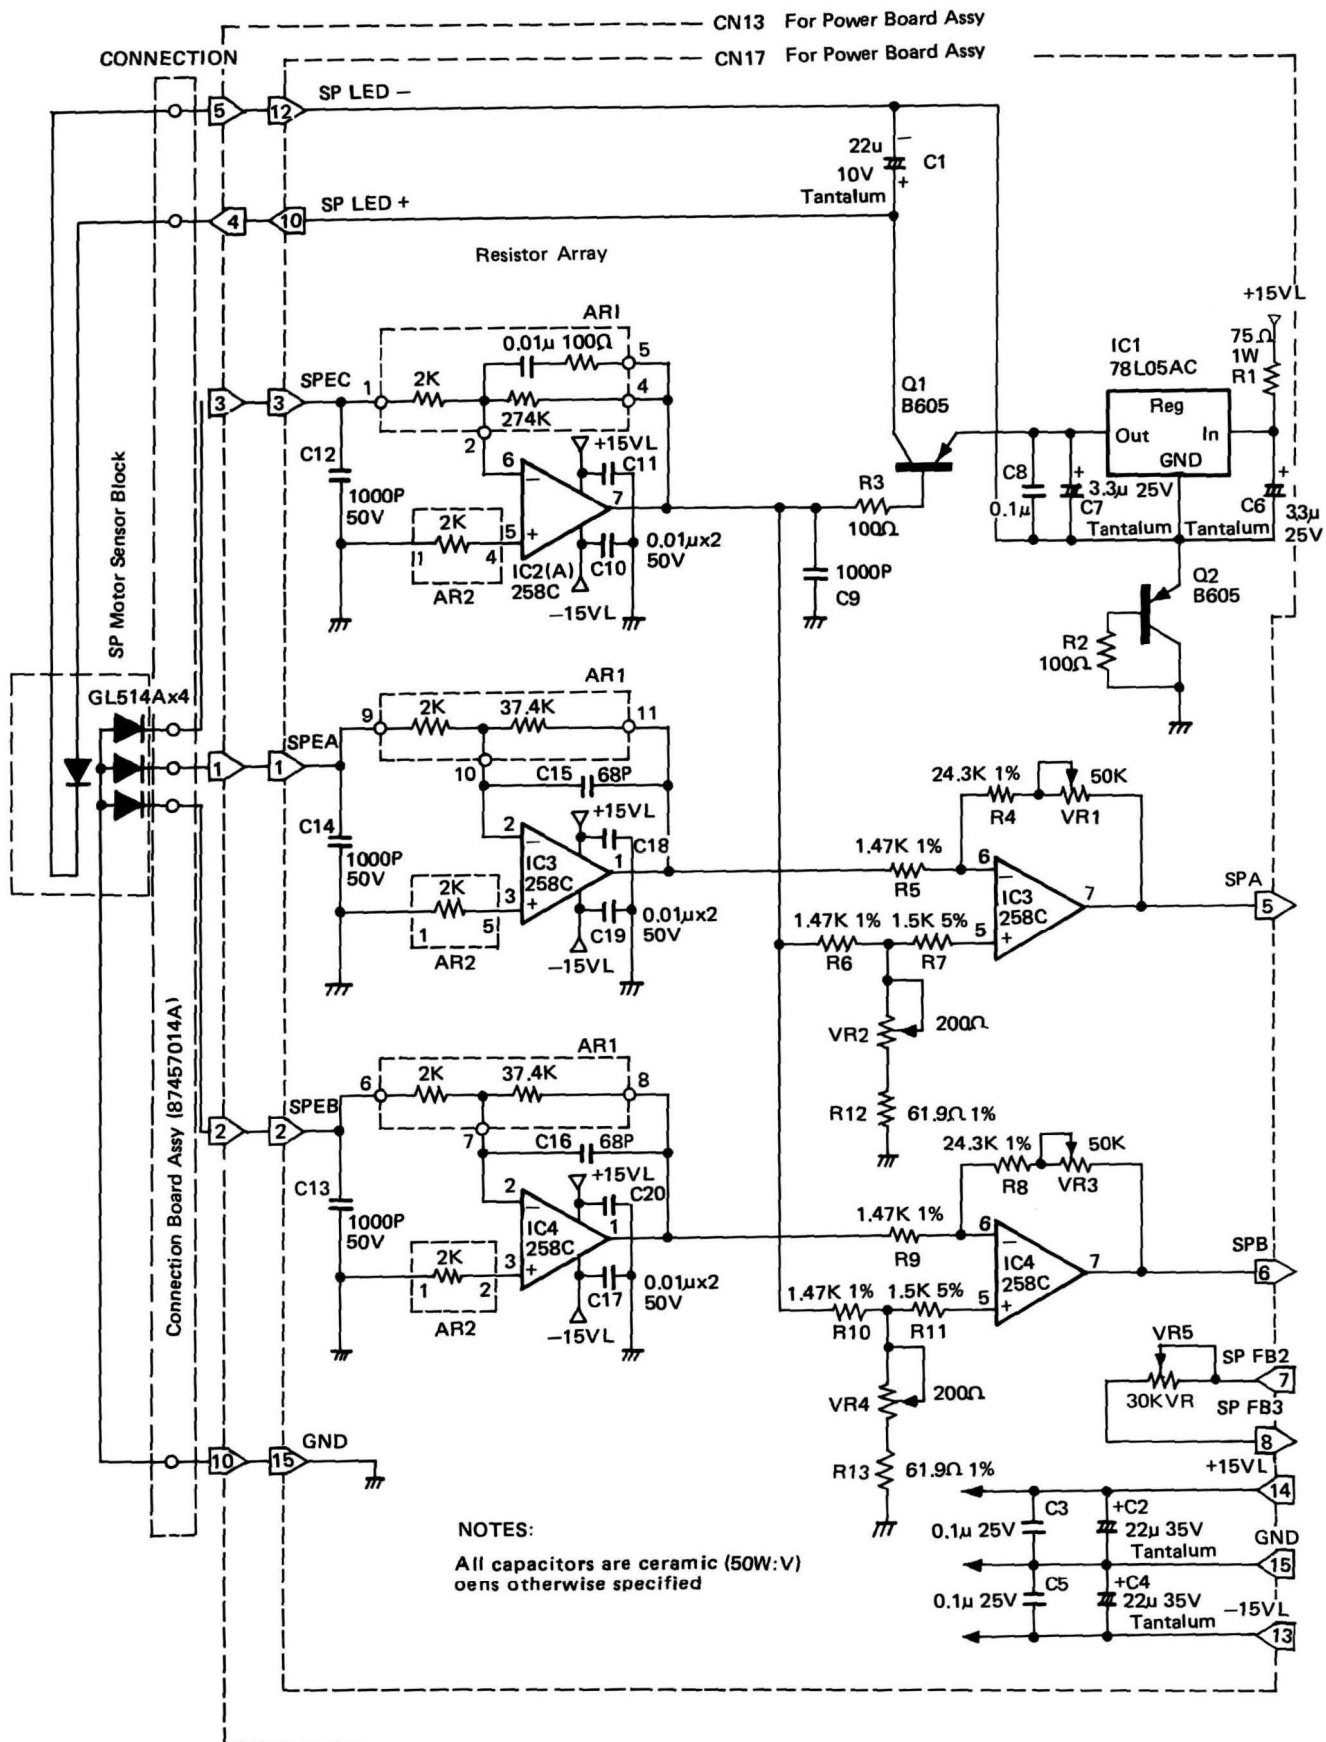 CN13 For Power Board Assy
CN17 For Power Board Assy
CONNECTION
5
12
SP LED −
22u
10V
Tantalum
−
+
C1
4
10
SP LED +
Resistor Array
+15VL
75Ω
1W
R1
IC1
78L05AC
Reg
Out
In
GND
AR1
0.01µ 100Ω
5
3
3
SPEC
1
2K
4
274K
2
Q1
B605
C12
1000P
50V
6
−
+15VL
C11
7
2K
1
4
5
+
AR2
IC2(A)
258C
C10
0.01µx2
50V
−15VL
R3
100Ω
1000P
C9
C8
0.1µ
+
3.3µ 25V
C7
Tantalum
+
C6
Tantalum
33µ
25V
Q2
B605
R2
100Ω
SP Motor Sensor Block
GL514Ax4
AR1
9
2K
37.4K
11
1
1
SPEA
10
C15
68P
C14
1000P
50V
2
−
+15VL
C18
IC3
258C
1
2K
1
5
3
+
AR2
C19
0.01µx2
50V
−15VL
24.3K 1%
R4
50K
VR1
1.47K 1%
R5
6
−
IC3
258C
7
SPA
5
1.47K 1%
R6
1.5K 5%
R7
5
+
VR2
200Ω
R12
61.9Ω 1%
Connection Board Assy (87457014A)
AR1
6
2K
37.4K
8
2
2
SPEB
7
C16
68P
C13
1000P
50V
2
−
+15VL
C20
IC4
258C
1
2K
1
2
3
+
AR2
C17
0.01µx2
50V
−15VL
24.3K 1%
R8
50K
VR3
1.47K 1%
R9
6
−
IC4
258C
7
SPB
6
1.47K 1%
R10
1.5K 5%
R11
5
+
VR4
200Ω
R13
61.9Ω 1%
VR5
30KVR
SP FB2
7
SP FB3
8
10
15
GND
+15VL
14
C3
0.1µ 25V
+C2
22µ 35V
Tantalum
GND
15
C5
0.1µ 25V
+C4
22µ 35V
Tantalum
−15VL
13
NOTES:
All capacitors are ceramic (50W:V)
oens otherwise specified